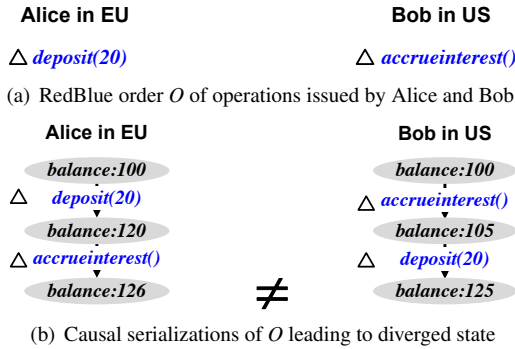 Alice in EU Bob in US
△ deposit(20) △ accrueinterest()
(a) RedBlue order O of operations issued by Alice and Bob
Alice in EU Bob in US
balance:100 balance:100
△ deposit(20) △ accrueinterest()
balance:120 balance:105
△ accrueinterest() △ deposit(20)
balance:126 ≠ balance:125
(b) Causal serializations of O leading to diverged state